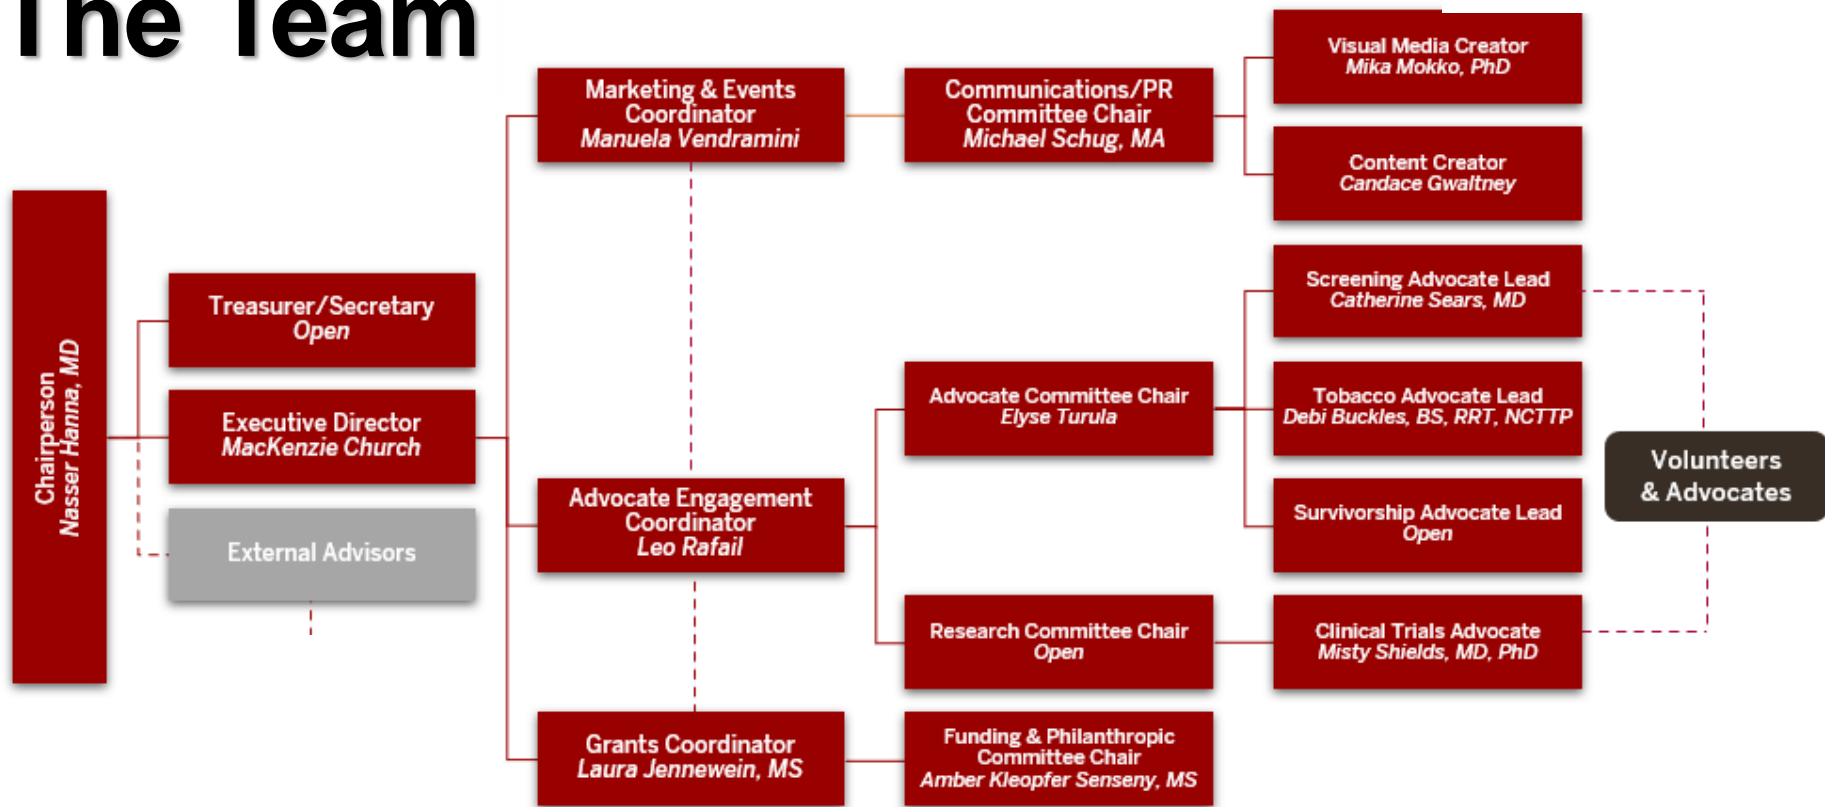 The Team
Chairperson
Nasser Hanna, MD
Treasurer/Secretary
Open
Executive Director
MacKenzie Church
External Advisors
Marketing & Events
Coordinator
Manuela Vendramini
Advocate Engagement
Coordinator
Leo Rafail
Grants Coordinator
Laura Jennewein, MS
Communications/PR
Committee Chair
Michael Schug, MA
Advocate Committee Chair
Elyse Turula
Research Committee Chair
Open
Funding & Philanthropic
Committee Chair
Amber Kleopfer Senseny, MS
Visual Media Creator
Mika Mokko, PhD
Content Creator
Candace Gwaltney
Screening Advocate Lead
Catherine Sears, MD
Tobacco Advocate Lead
Debi Buckles, BS, RRT, NCTTP
Survivorship Advocate Lead
Open
Clinical Trials Advocate
Misty Shields, MD, PhD
Volunteers
& Advocates